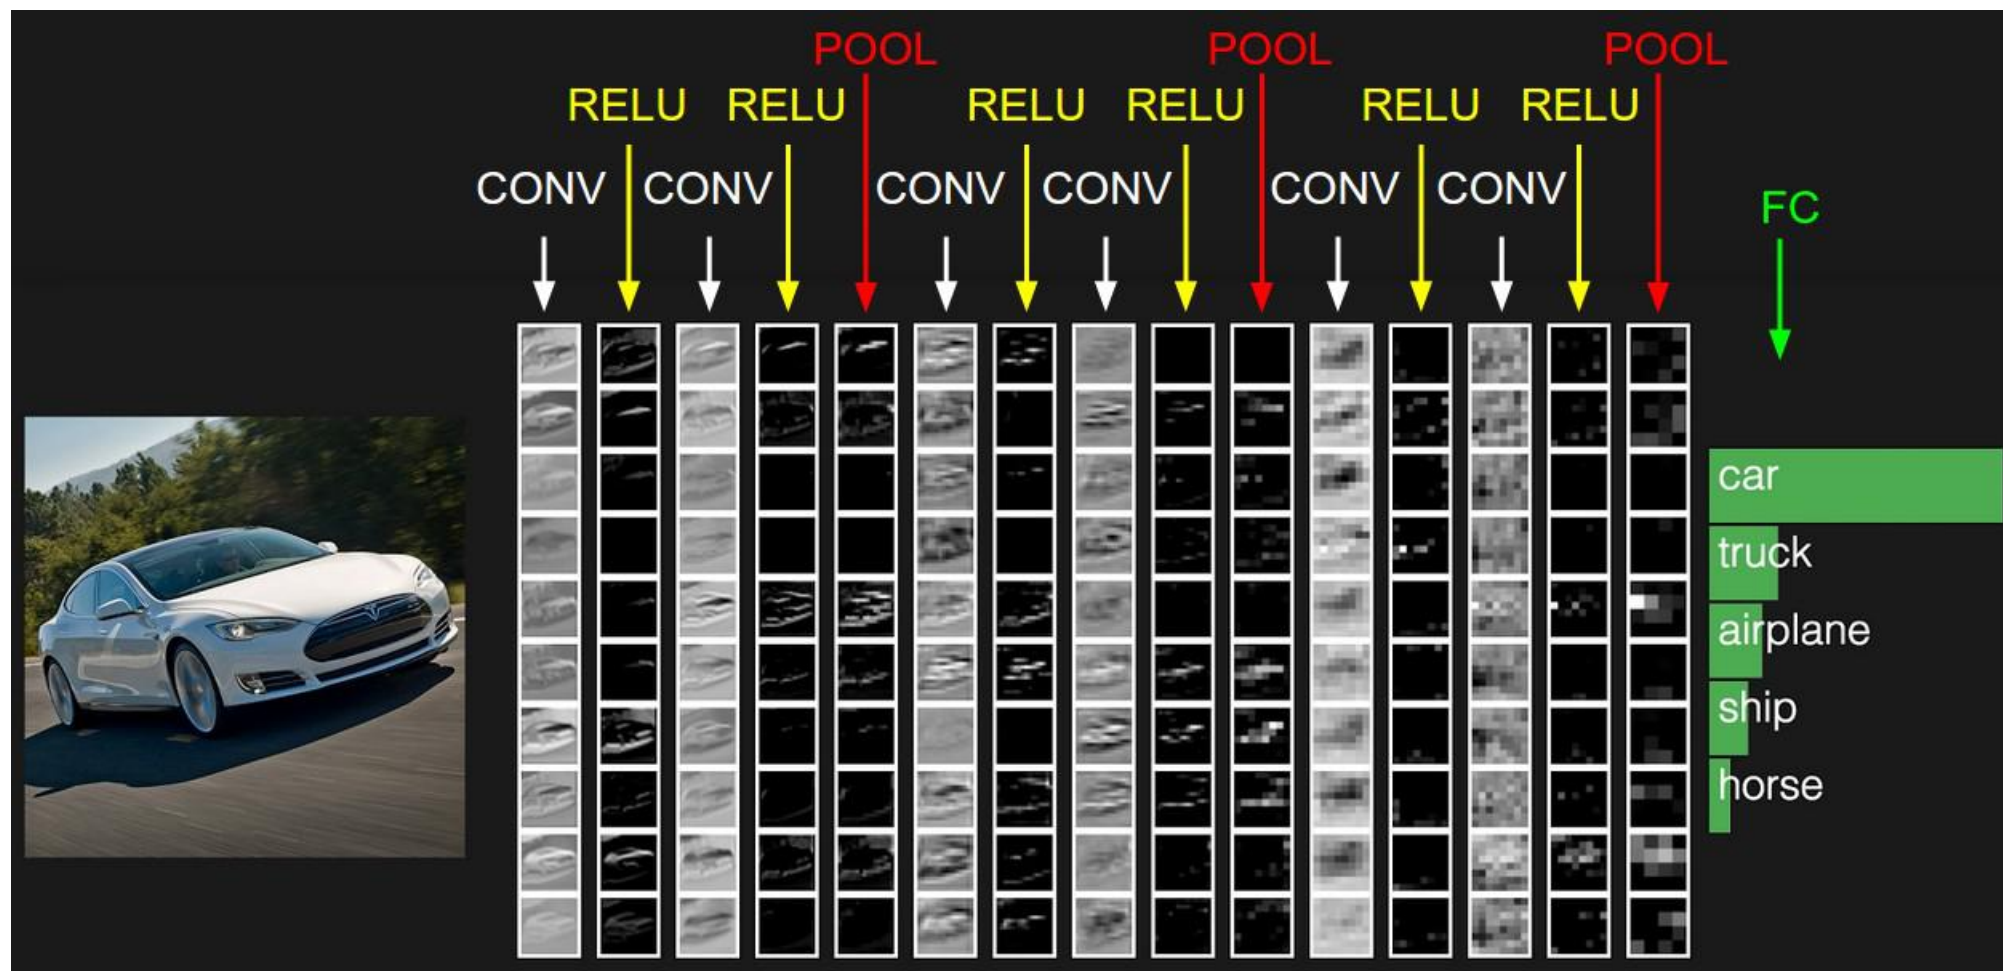 POOL POOL POOL
RELU RELU RELU RELU RELU RELU
CONV CONV CONV CONV CONV CONV
FC
car
truck
airplane
ship
horse